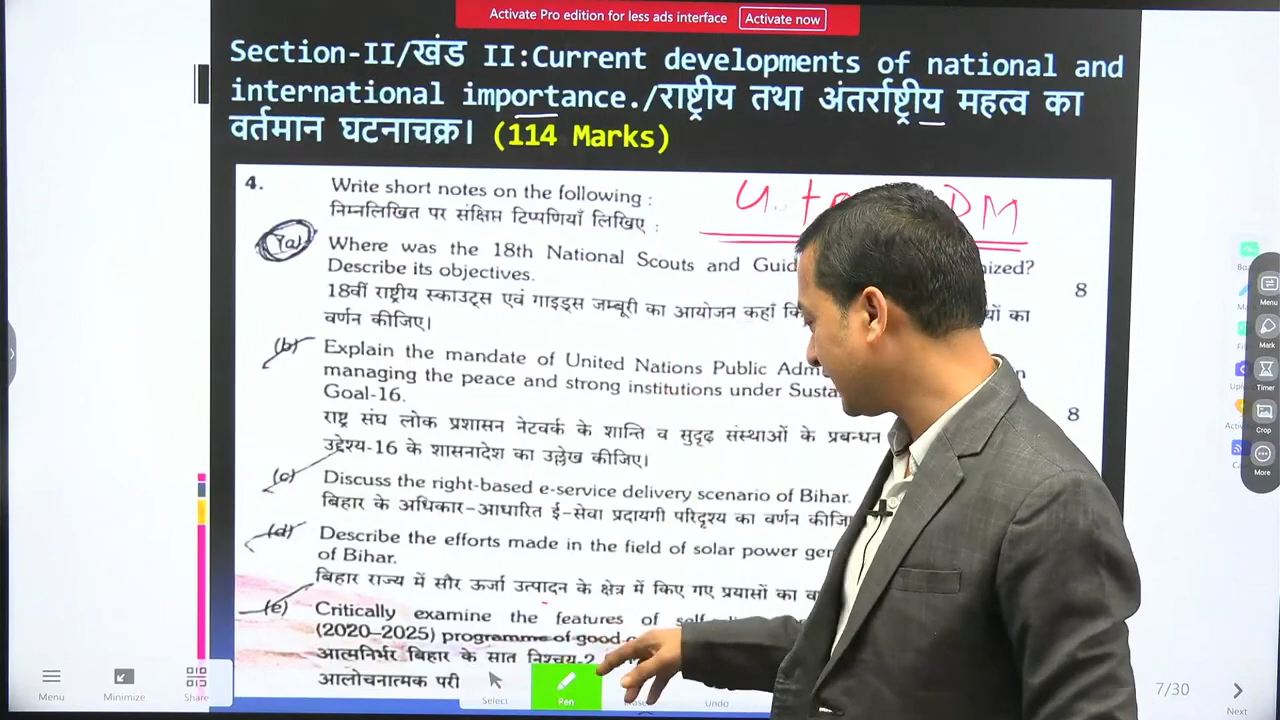 Activate Pro edition for less ads interface Activate now
Section-II/खंड II:Current developments of national and
international importance./राष्ट्रीय तथा अंतर्राष्ट्रीय महत्व का
वर्तमान घटनाचक्र। (114 Marks)
4. Write short notes on the following :
निम्नलिखित पर संक्षिप्त टिप्पणियाँ लिखिए :
DM
(a) Where was the 18th National Scouts and
Describe its objectives. 8
18वीं राष्ट्रीय स्काउट्स एवं गाइड्स जम्बूरी का आयोजन कहाँ का
वर्णन कीजिए।
(b) Explain the mandate of United Nations Public
managing the peace and strong institutions under
Goal-16. 8
राष्ट्र संघ लोक प्रशासन नेटवर्क के शान्ति व सुदृढ़ संस्थाओं के प्रबन्धन
उद्देश्य-16 के शासनादेश का उल्लेख कीजिए।
(c) Discuss the right-based e-service delivery scenario of Bihar.
बिहार के अधिकार-आधारित ई-सेवा प्रदायगी परिदृश्य का वर्णन
(d) Describe the efforts made in the field of solar power
of Bihar.
बिहार राज्य में सौर ऊर्जा उत्पादन के क्षेत्र में किए गए प्रयासों का
(e) Critically examine the features of
(2020–2025) programme of good
आत्मनिर्भर बिहार के सात निश्चय-2
आलोचनात्मक
Menu
Minimize
Share
Select
Pen
Undo
7/30
Next
Menu
Mark
Timer
Crop
More